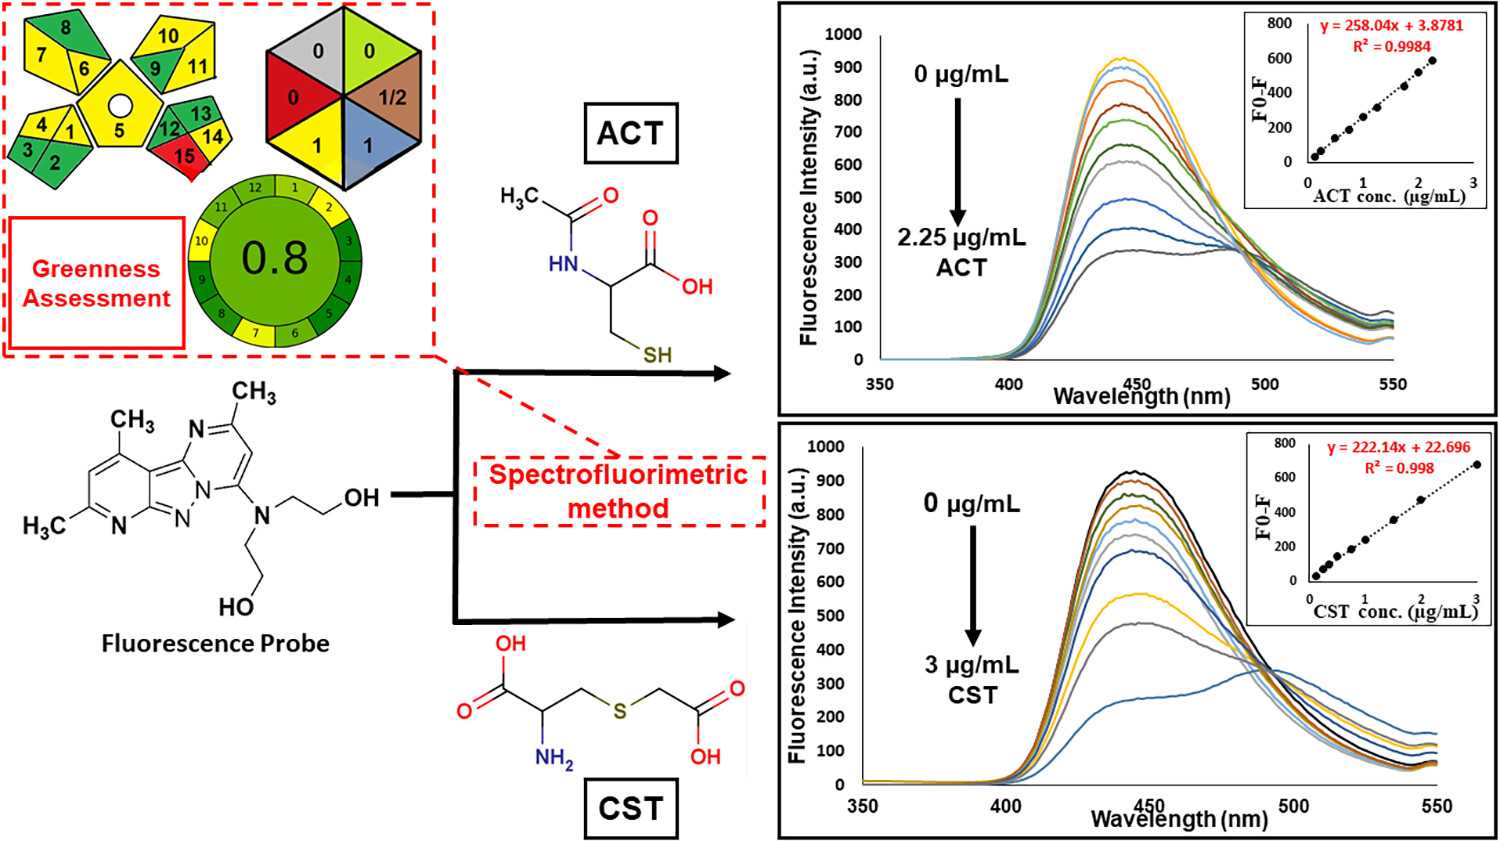 8
7
6
10
9
11
4
1
3
2
5
13
12
14
15
0
0
0
1/2
1
1
12
1
11
2
10
3
9
4
8
5
7
6
0.8
Greenness
Assessment
ACT
H₃C
O
O
HN
OH
SH
CH₃
CH₃
N
N
OH
H₃C
N
N
N
HO
Fluorescence Probe
Spectrofluorimetric
method
OH
O
S
O
NH₂
OH
CST
Fluorescence Intensity (a.u.)
1000
900
800
700
600
500
400
300
200
100
0
350
400
450
500
550
Wavelength (nm)
0 µg/mL
2.25 µg/mL
ACT
y = 258.04x + 3.8781
R² = 0.9984
F0-F
800
600
400
200
0
0
1
2
3
ACT conc. (µg/mL)
Fluorescence Intensity (a.u.)
1000
900
800
700
600
500
400
300
200
100
0
350
400
450
500
550
Wavelength (nm)
0 µg/mL
3 µg/mL
CST
y = 222.14x + 22.696
R² = 0.998
F0-F
800
600
400
200
0
0
1
2
3
CST conc. (µg/mL)